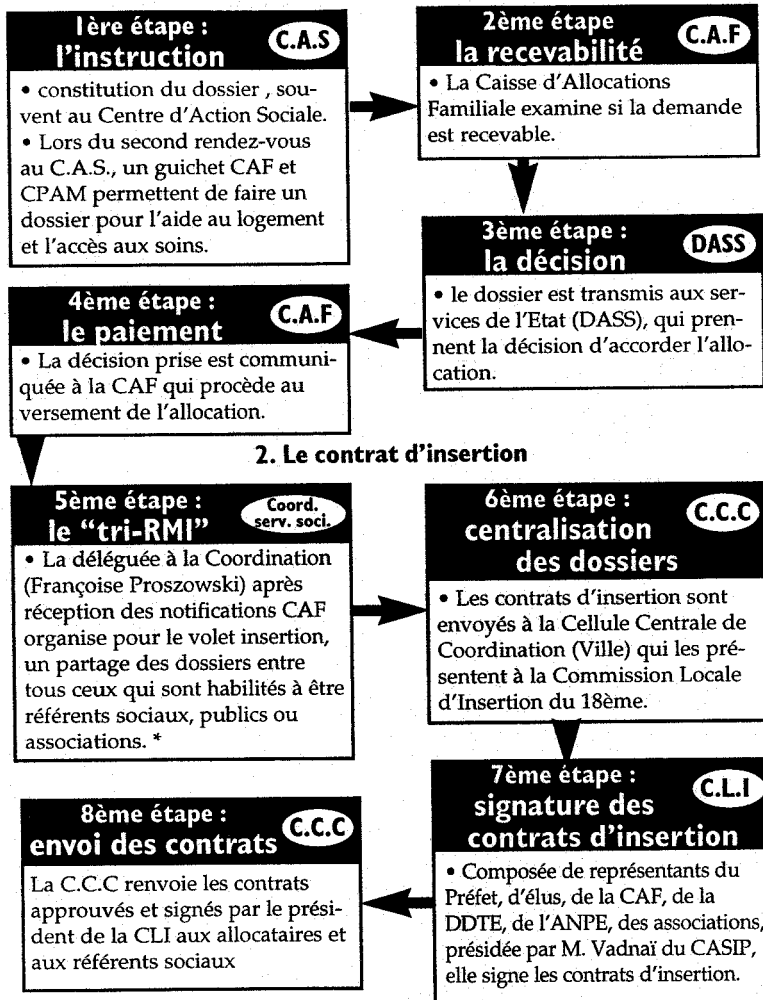 1ère étape :
l'instruction
C.A.S
• constitution du dossier , sou-
vent au Centre d'Action Sociale.
• Lors du second rendez-vous
au C.A.S., un guichet CAF et
CPAM permettent de faire un
dossier pour l'aide au logement
et l'accès aux soins.
2ème étape
la recevabilité
C.A.F
• La Caisse d'Allocations
Familiale examine si la demande
est recevable.
3ème étape :
la décision
DASS
• le dossier est transmis aux ser-
vices de l'Etat (DASS), qui pren-
nent la décision d'accorder l'allo-
cation.
4ème étape :
le paiement
C.A.F
• La décision prise est communi-
quée à la CAF qui procède au
versement de l'allocation.
2. Le contrat d'insertion
5ème étape :
le "tri-RMI"
Coord.
serv. soci.
• La déléguée à la Coordination
(Françoise Proszowski) après
réception des notifications CAF
organise pour le volet insertion,
un partage des dossiers entre
tous ceux qui sont habilités à être
référents sociaux, publics ou
associations. *
6ème étape :
centralisation
des dossiers
C.C.C
• Les contrats d'insertion sont
envoyés à la Cellule Centrale de
Coordination (Ville) qui les pré-
sentent à la Commission Locale
d'Insertion du 18ème.
7ème étape :
signature des
contrats d'insertion
C.L.I
• Composée de représentants du
Préfet, d'élus, de la CAF, de la
DDTE, de l'ANPE, des associations,
présidée par M. Vadnaï du CASIP,
elle signe les contrats d'insertion.
8ème étape :
envoi des contrats
C.C.C
La C.C.C renvoie les contrats
approuvés et signés par le prési-
dent de la CLI aux allocataires et
aux référents sociaux